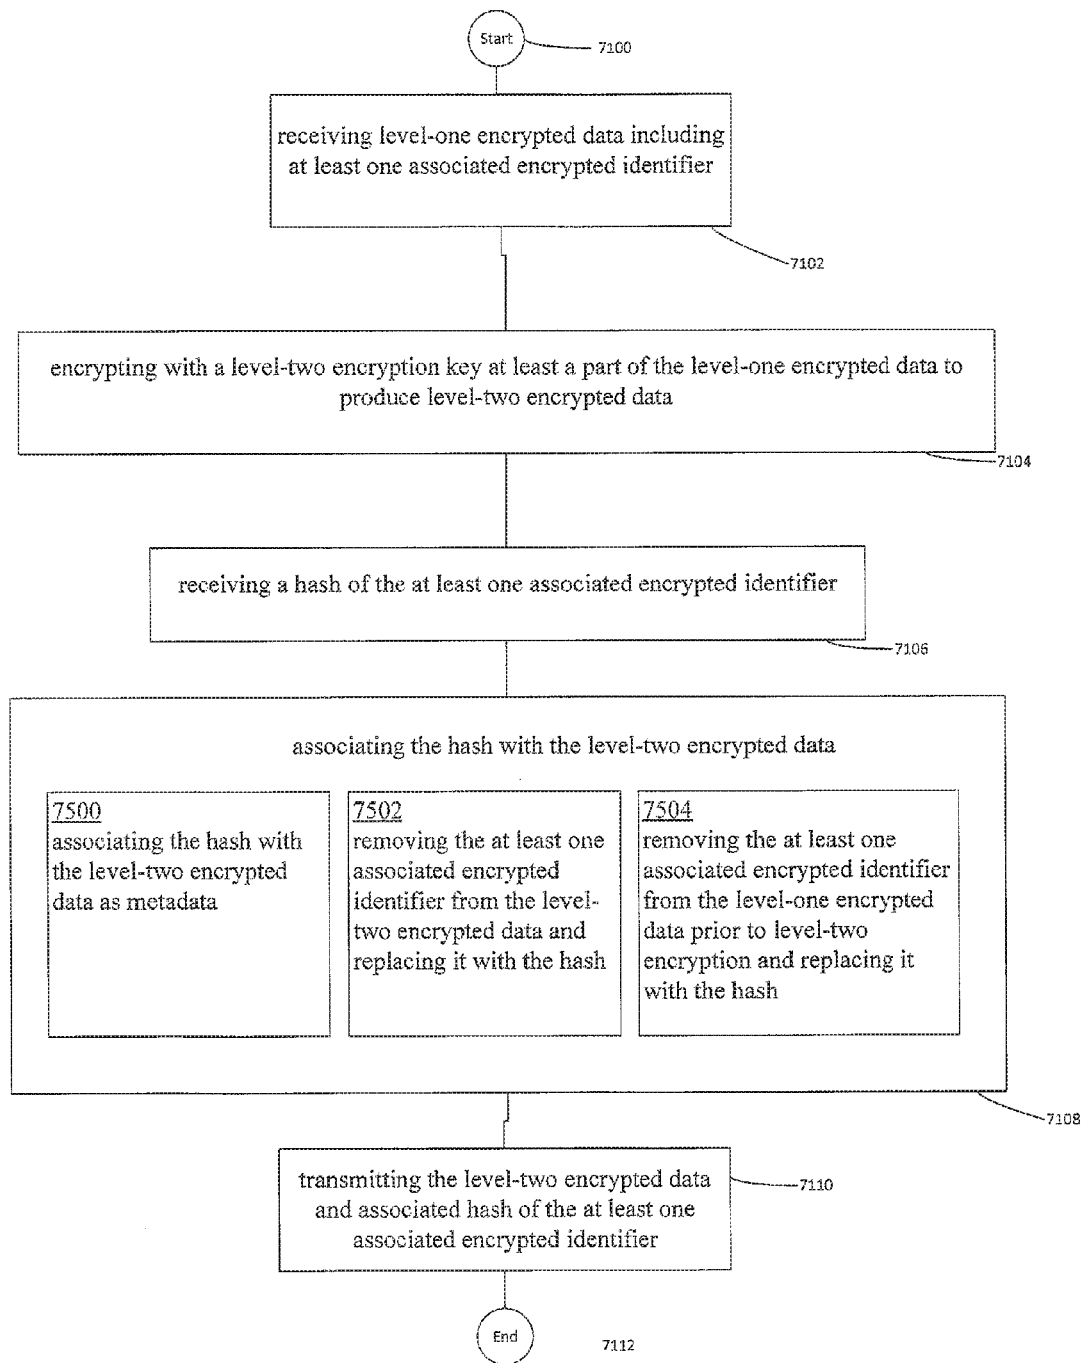 Start
7100
receiving level-one encrypted data including
at least one associated encrypted identifier
7102
encrypting with a level-two encryption key at least a part of the level-one encrypted data to
produce level-two encrypted data
7104
receiving a hash of the at least one associated encrypted identifier
7106
associating the hash with the level-two encrypted data
7500
associating the hash with
the level-two encrypted
data as metadata
7502
removing the at least one
associated encrypted
identifier from the level-
two encrypted data and
replacing it with the hash
7504
removing the at least one
associated encrypted identifier
from the level-one encrypted
data prior to level-two
encryption and replacing it
with the hash
7108
transmitting the level-two encrypted data
and associated hash of the at least one
associated encrypted identifier
7110
End
7112